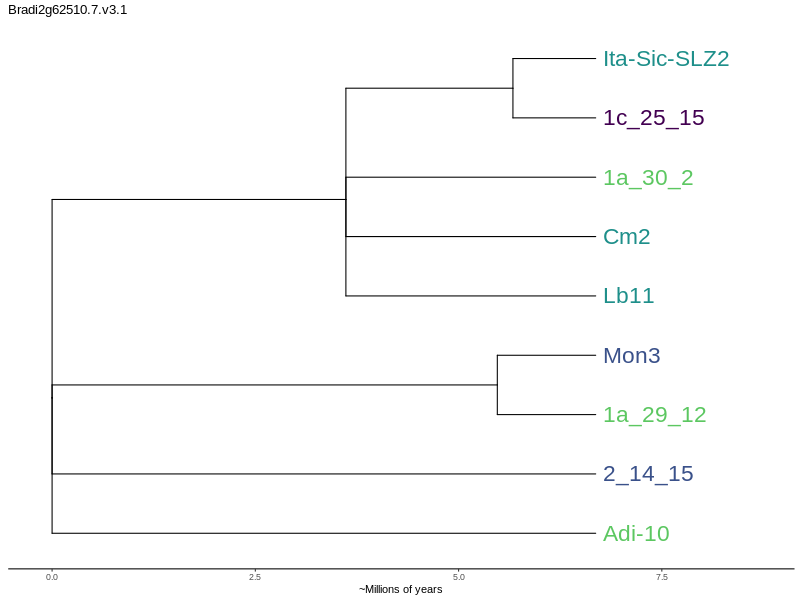 Bradi2g62510.7.v3.1
Ita-Sic-SLZ2
1c_25_15
1a_30_2
Cm2
Lb11
Mon3
1a_29_12
2_14_15
Adi-10
0.0 2.5 5.0 7.5
~Millions of years